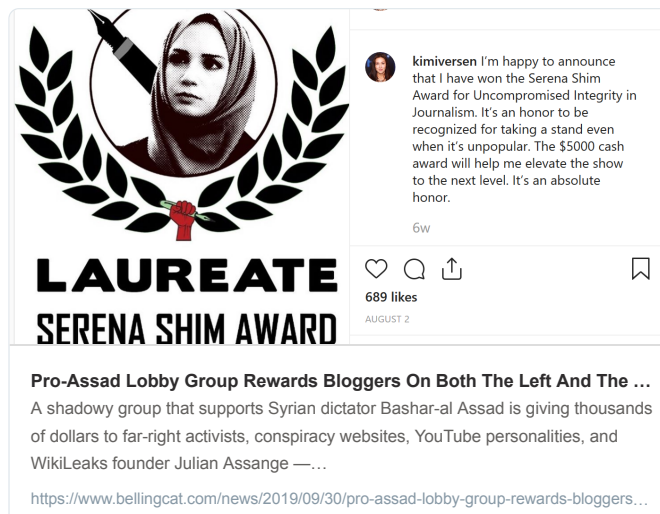 LAUREATE
SERENA SHIM AWARD
kimiversen I'm happy to announce
that I have won the Serena Shim
Award for Uncompromised Integrity in
Journalism. It's an honor to be
recognized for taking a stand even
when it's unpopular. The $5000 cash
award will help me elevate the show
to the next level. It's an absolute
honor.
6w
689 likes
AUGUST 2
Pro-Assad Lobby Group Rewards Bloggers On Both The Left And The ...
A shadowy group that supports Syrian dictator Bashar-al Assad is giving thousands
of dollars to far-right activists, conspiracy websites, YouTube personalities, and
WikiLeaks founder Julian Assange —...
https://www.bellingcat.com/news/2019/09/30/pro-assad-lobby-group-rewards-bloggers...